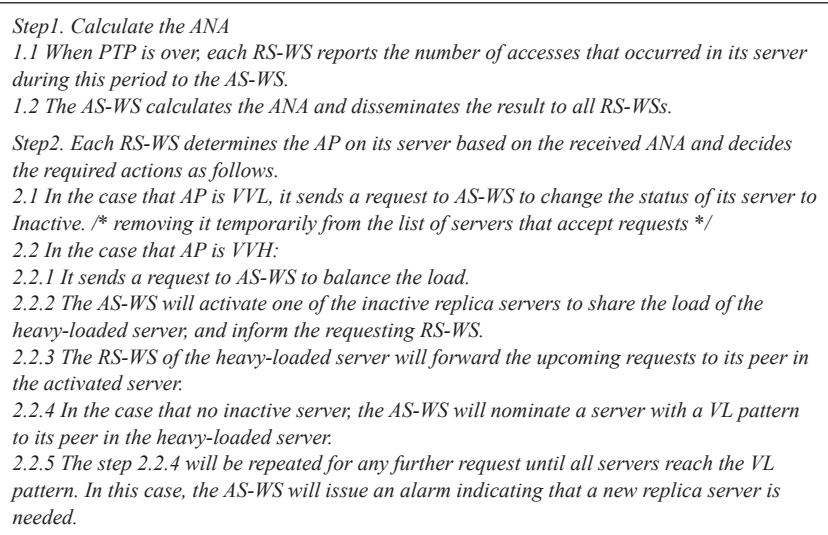 Step1. Calculate the ANA
1.1 When PTP is over, each RS-WS reports the number of accesses that occurred in its server
during this period to the AS-WS.
1.2 The AS-WS calculates the ANA and disseminates the result to all RS-WSs.
Step2. Each RS-WS determines the AP on its server based on the received ANA and decides
the required actions as follows.
2.1 In the case that AP is VVL, it sends a request to AS-WS to change the status of its server to
Inactive. /* removing it temporarily from the list of servers that accept requests */
2.2 In the case that AP is VVH:
2.2.1 It sends a request to AS-WS to balance the load.
2.2.2 The AS-WS will activate one of the inactive replica servers to share the load of the
heavy-loaded server, and inform the requesting RS-WS.
2.2.3 The RS-WS of the heavy-loaded server will forward the upcoming requests to its peer in
the activated server.
2.2.4 In the case that no inactive server, the AS-WS will nominate a server with a VL pattern
to its peer in the heavy-loaded server.
2.2.5 The step 2.2.4 will be repeated for any further request until all servers reach the VL
pattern. In this case, the AS-WS will issue an alarm indicating that a new replica server is
needed.